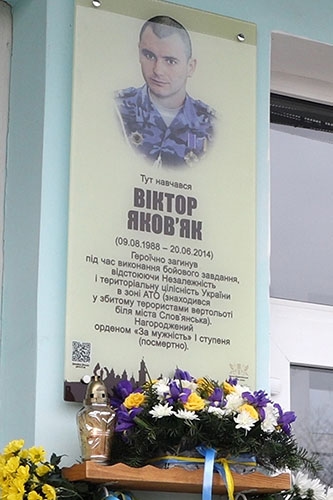 Тут навчався
ВІКТОР
ЯКОВ'ЯК
(09.08.1988 – 20.06.2014)
Героїчно загинув
під час виконання бойового завдання,
відстоюючи Незалежність
і територіальну цілісність України
в зоні АТО (знаходився
у збитому терористами вертольоті
біля міста Слов'янська).
Нагороджений
орденом «За мужність» І ступеня
(посмертно).